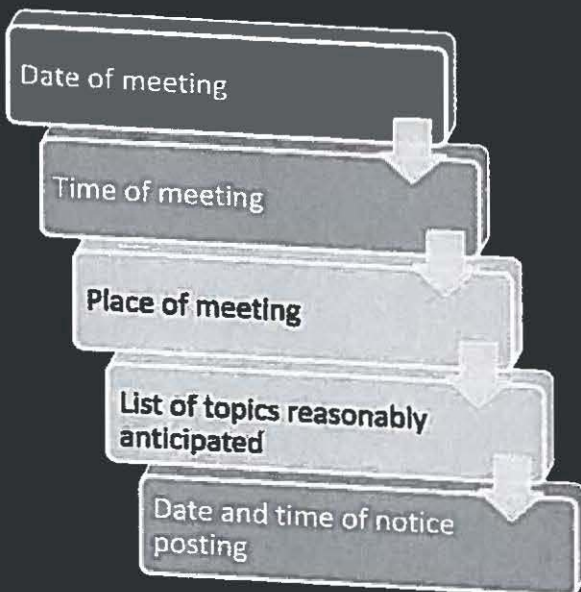 Date of meeting
Time of meeting
Place of meeting
List of topics reasonably
anticipated
Date and time of notice
posting